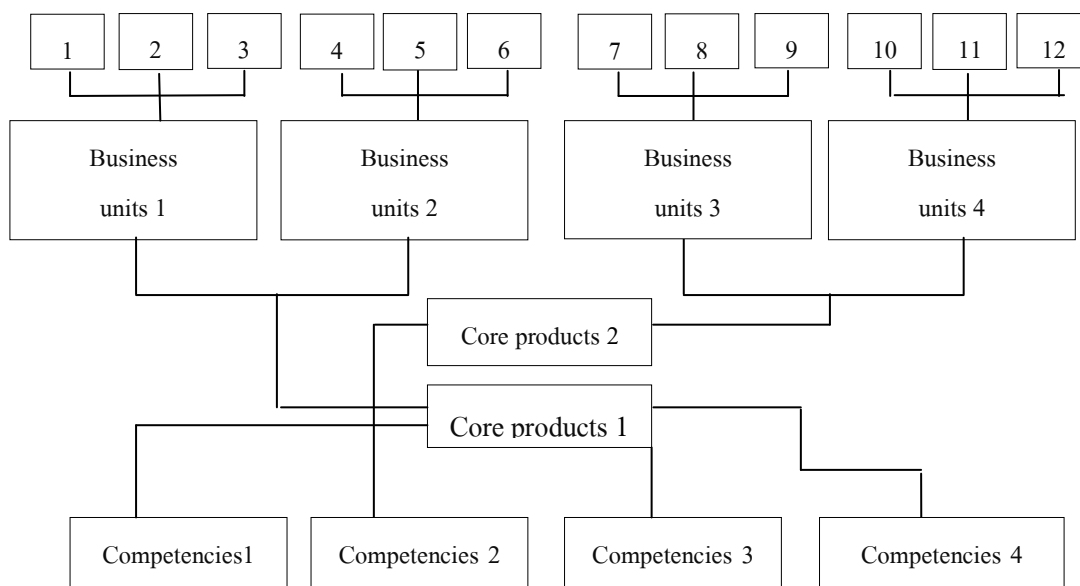 1
2
3
4
5
6
7
8
9
10
11
12
Business
units 1
Business
units 2
Business
units 3
Business
units 4
Core products 2
Core products 1
Competencies1
Competencies 2
Competencies 3
Competencies 4